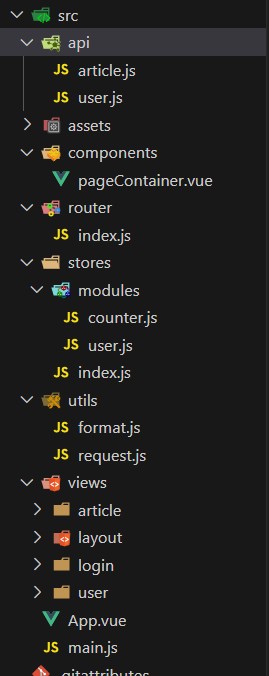 src
api
JS article.js
JS user.js
assets
components
pageContainer.vue
router
JS index.js
stores
modules
JS counter.js
JS user.js
JS index.js
utils
JS format.js
JS request.js
views
article
layout
login
user
App.vue
JS main.js
.gitattributes